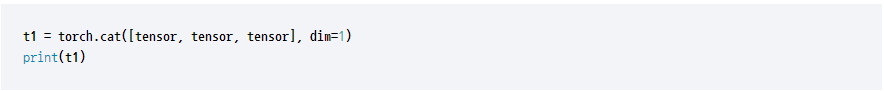 t1 = torch.cat([tensor, tensor, tensor], dim=1)
print(t1)